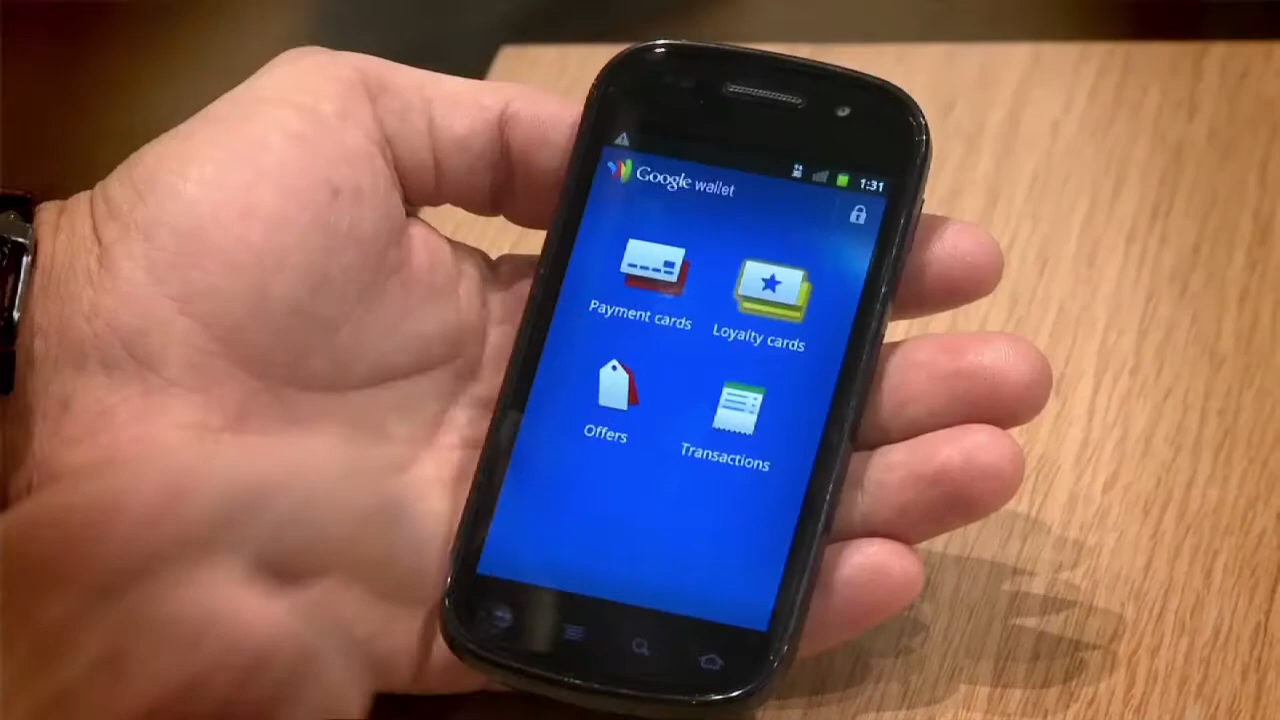 1:31
Google wallet
Payment cards
Loyalty cards
Offers
Transactions